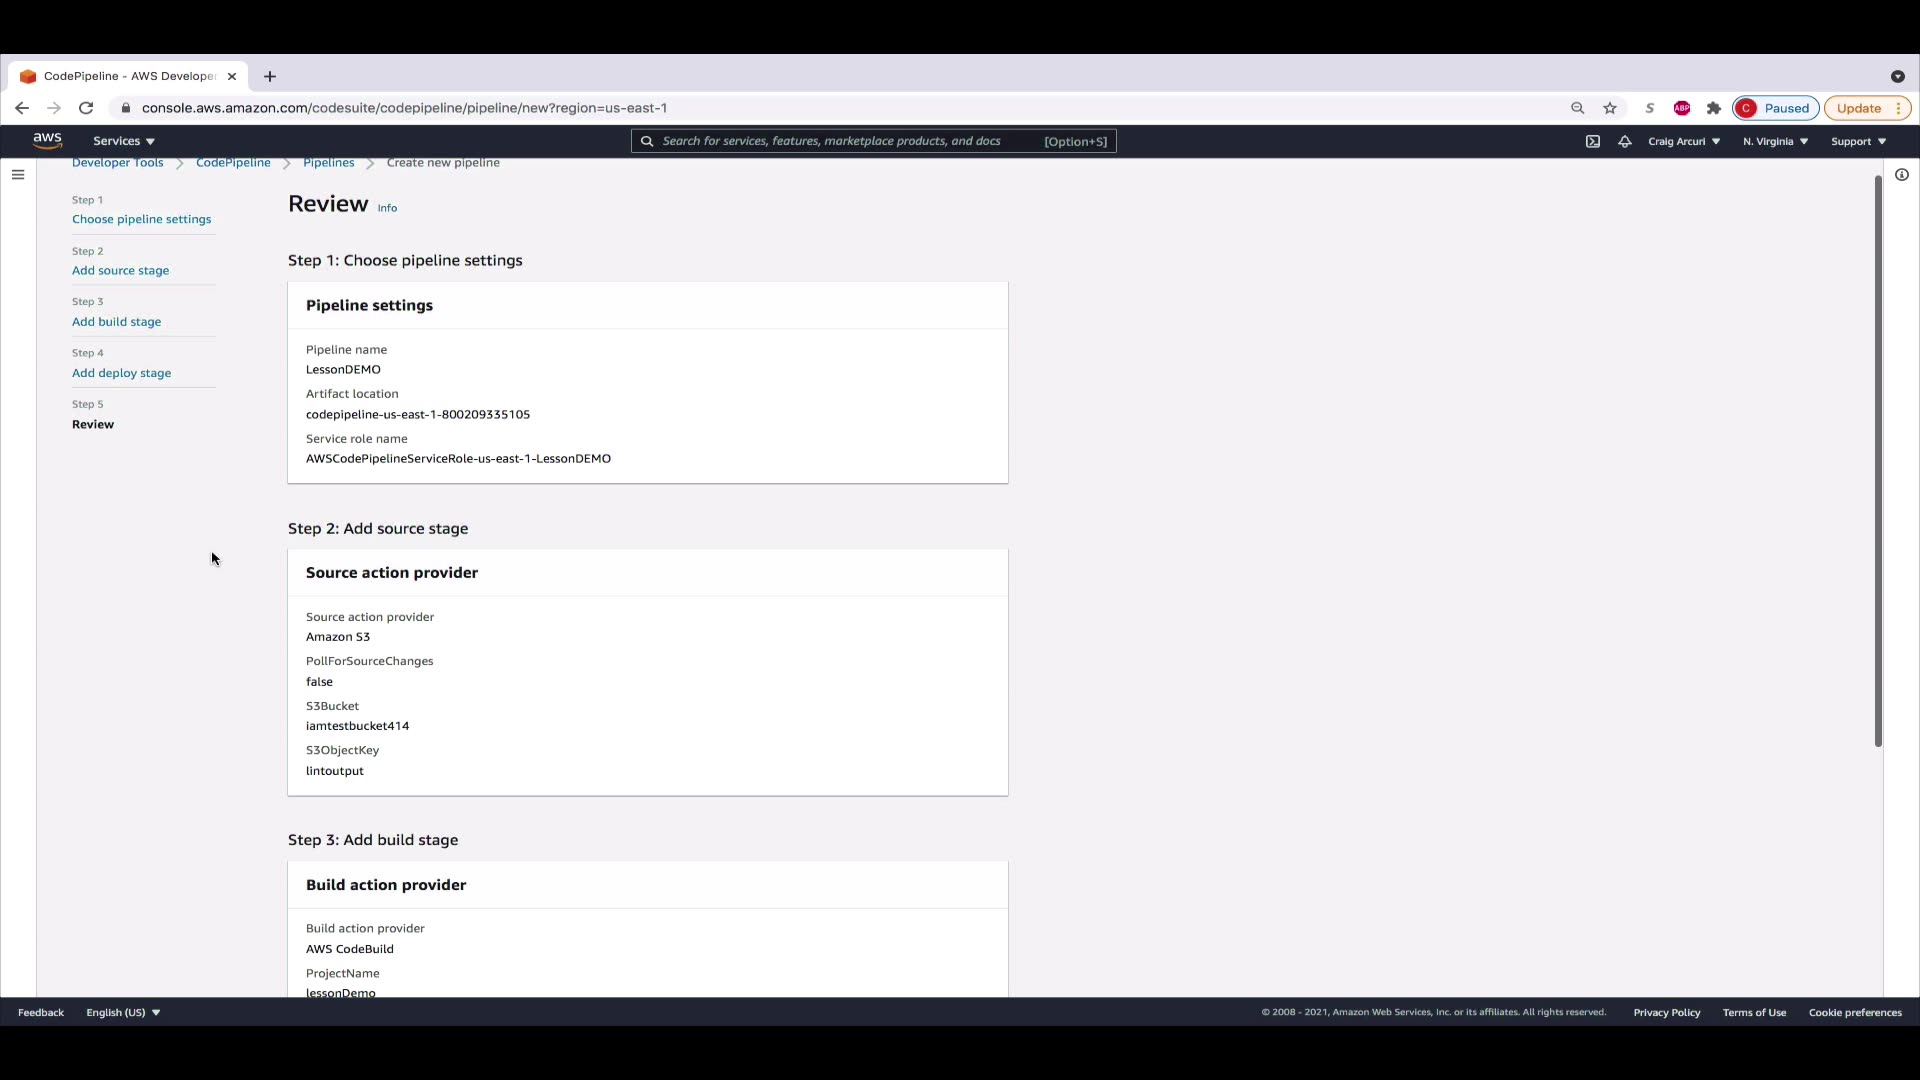 CodePipeline - AWS Develope
console.aws.amazon.com/codesuite/codepipeline/pipeline/new?region=us-east-1
S
ABP
C
Paused
Update
aws
Services
Search for services, features, marketplace products, and docs
[Option+S]
Craig Arcuri
N. Virginia
Support
Developer Tools
CodePipeline
Pipelines
Create new pipeline
Step 1
Choose pipeline settings
Step 2
Add source stage
Step 3
Add build stage
Step 4
Add deploy stage
Step 5
Review
Review Info
Step 1: Choose pipeline settings
Pipeline settings
Pipeline name
LessonDEMO
Artifact location
codepipeline-us-east-1-800209335105
Service role name
AWSCodePipelineServiceRole-us-east-1-LessonDEMO
Step 2: Add source stage
Source action provider
Source action provider
Amazon S3
PollForSourceChanges
false
S3Bucket
iamtestbucket414
S3ObjectKey
lintoutput
Step 3: Add build stage
Build action provider
Build action provider
AWS CodeBuild
ProjectName
lessonDemo
Feedback
English (US)
© 2008 - 2021, Amazon Web Services, Inc. or its affiliates. All rights reserved.
Privacy Policy
Terms of Use
Cookie preferences